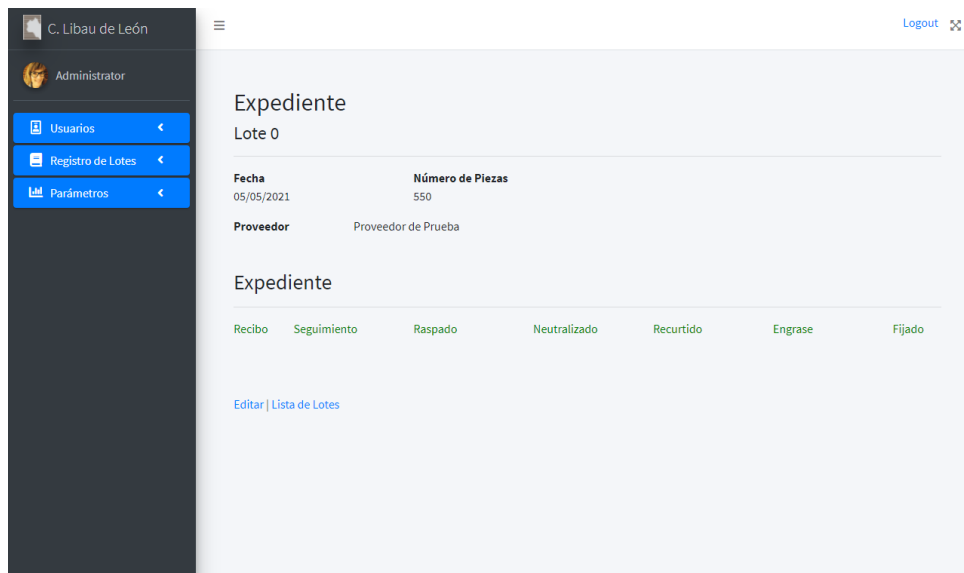 C. Libau de León
Logout
Administrator
Usuarios
Registro de Lotes
Parámetros
Expediente
Lote 0
Fecha Número de Piezas
05/05/2021 550
Proveedor Proveedor de Prueba
Expediente
Recibo Seguimiento Raspado Neutralizado Recurtido Engrase Fijado
Editar | Lista de Lotes